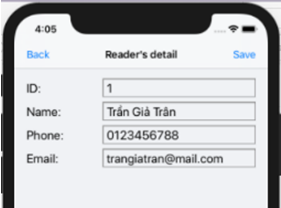 4:05
Back Reader's detail Save
ID: 1
Name: Trần Giả Trân
Phone: 0123456788
Email: trangiatran@mail.com